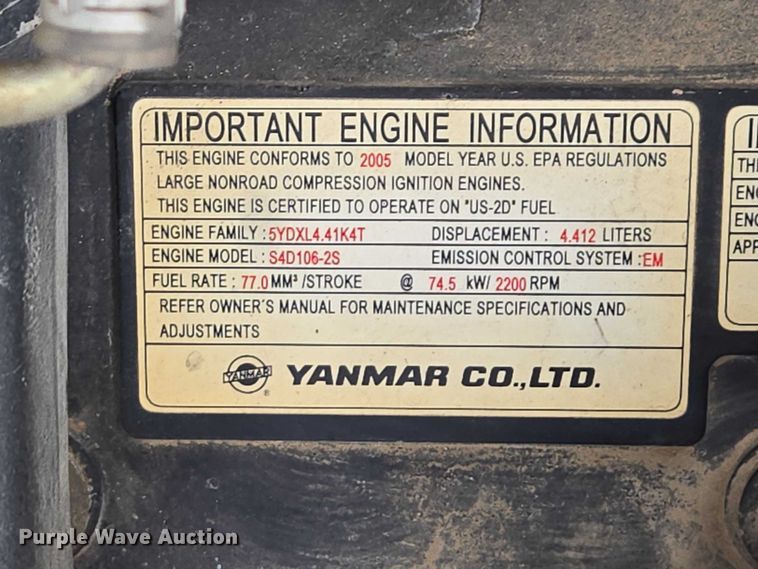 IMPORTANT ENGINE INFORMATION
THIS ENGINE CONFORMS TO 2005 MODEL YEAR U.S. EPA REGULATIONS
LARGE NONROAD COMPRESSION IGNITION ENGINES.
THIS ENGINE IS CERTIFIED TO OPERATE ON "US-2D" FUEL
ENGINE FAMILY : 5YDXL4.41K4T DISPLACEMENT : 4.412 LITERS
ENGINE MODEL : S4D106-2S EMISSION CONTROL SYSTEM : EM
FUEL RATE : 77.0 MM³ /STROKE @ 74.5 kW/ 2200 RPM
REFER OWNER'S MANUAL FOR MAINTENANCE SPECIFICATIONS AND
ADJUSTMENTS
YANMAR ® YANMAR CO.,LTD.
Purple Wave Auction